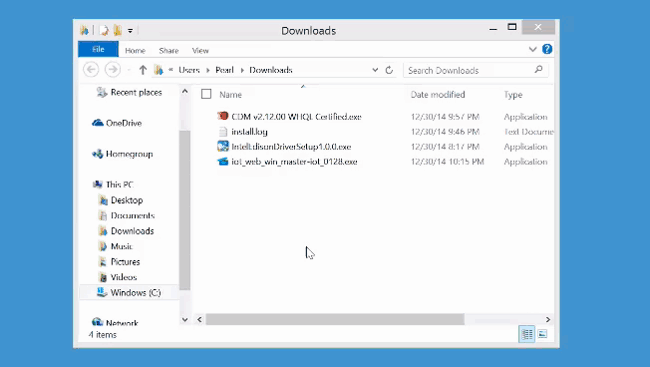 Downloads
File Home Share View
« Users > Pearl > Downloads
Search Downloads
Name Date modified Type
CDM v2.12.00 WHQL Certified.exe 12/30/14 9:57 PM Application
install.log 12/30/14 9:46 PM Text Docume
IntelEdisonDriverSetup1.0.0.exe 12/30/14 8:17 PM Application
iot_web_win_master-iot_0128.exe 12/30/14 10:15 PM Application
Recent places
OneDrive
Homegroup
This PC
Desktop
Documents
Downloads
Music
Pictures
Videos
Windows (C:)
Network
4 items